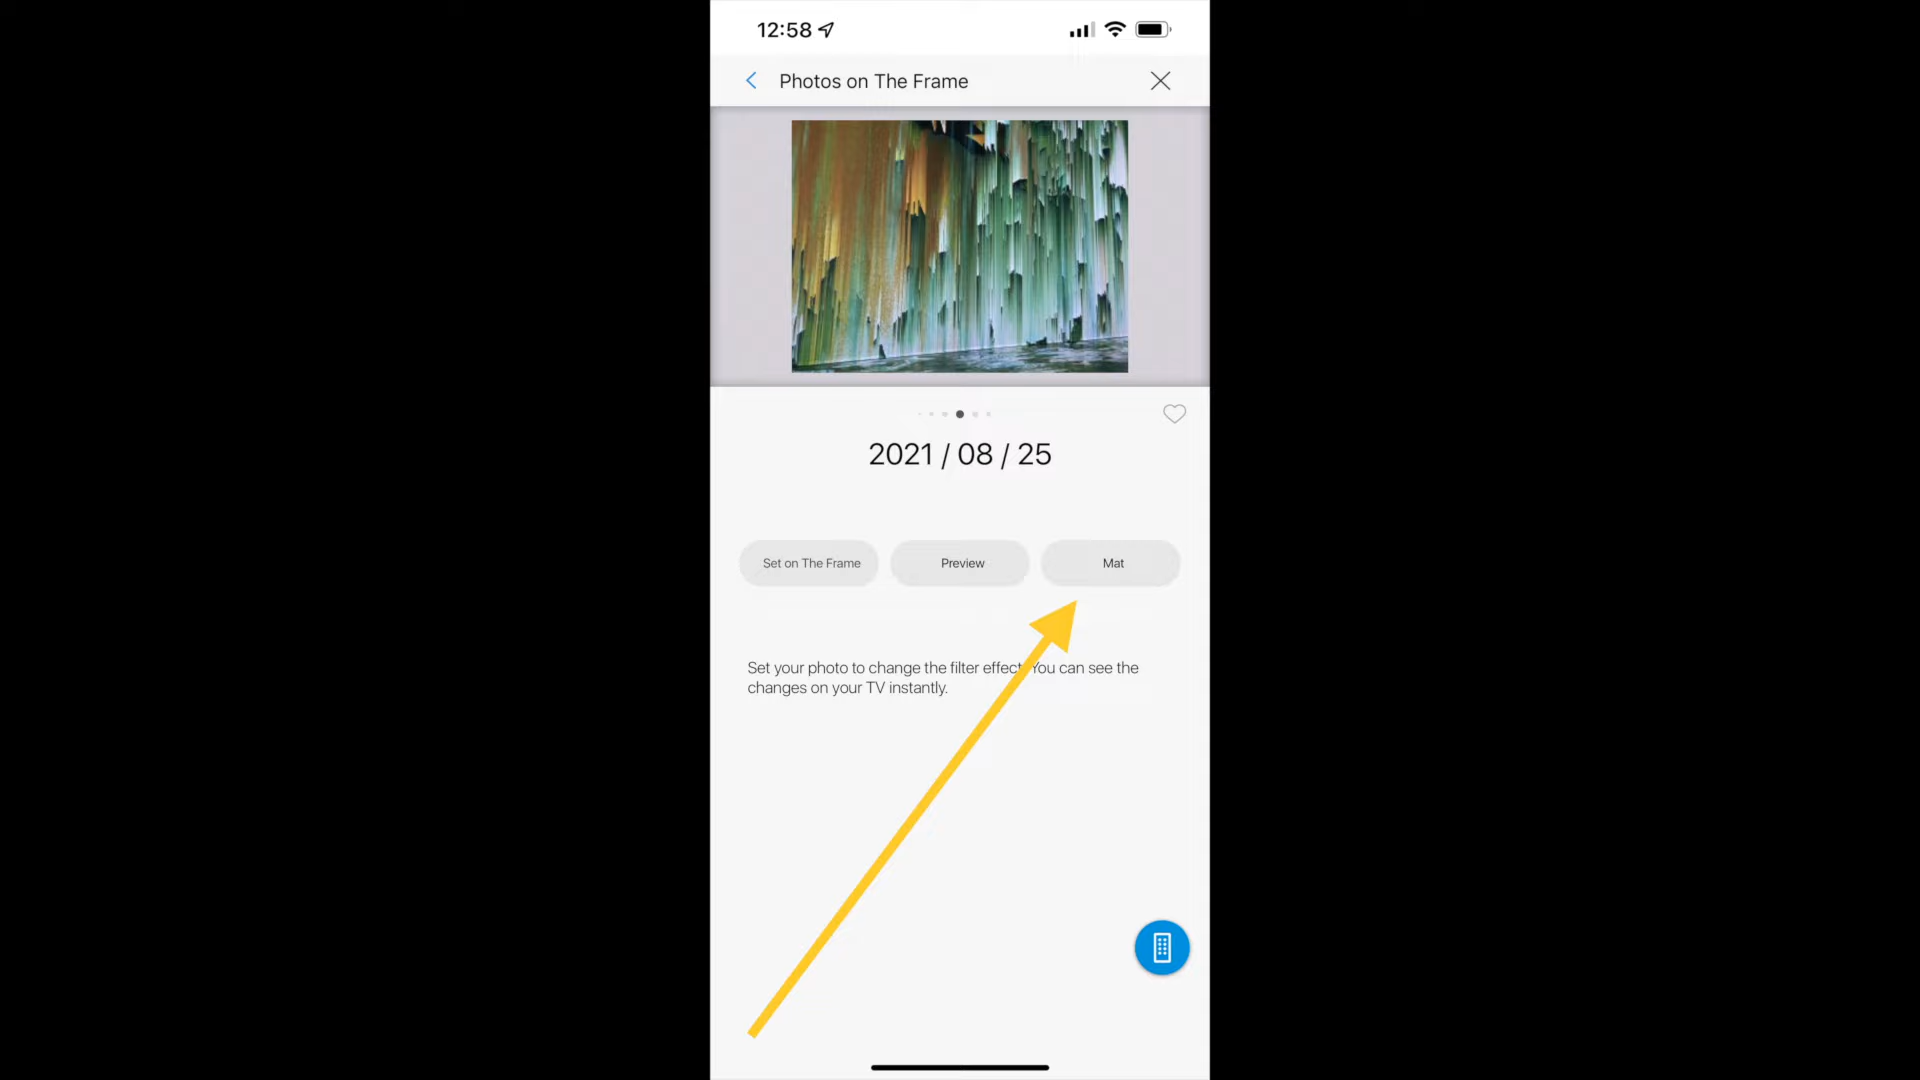 12:58
Photos on The Frame
2021 / 08 / 25
Set on The Frame
Preview
Mat
Set your photo to change the filter effect. You can see the
changes on your TV instantly.